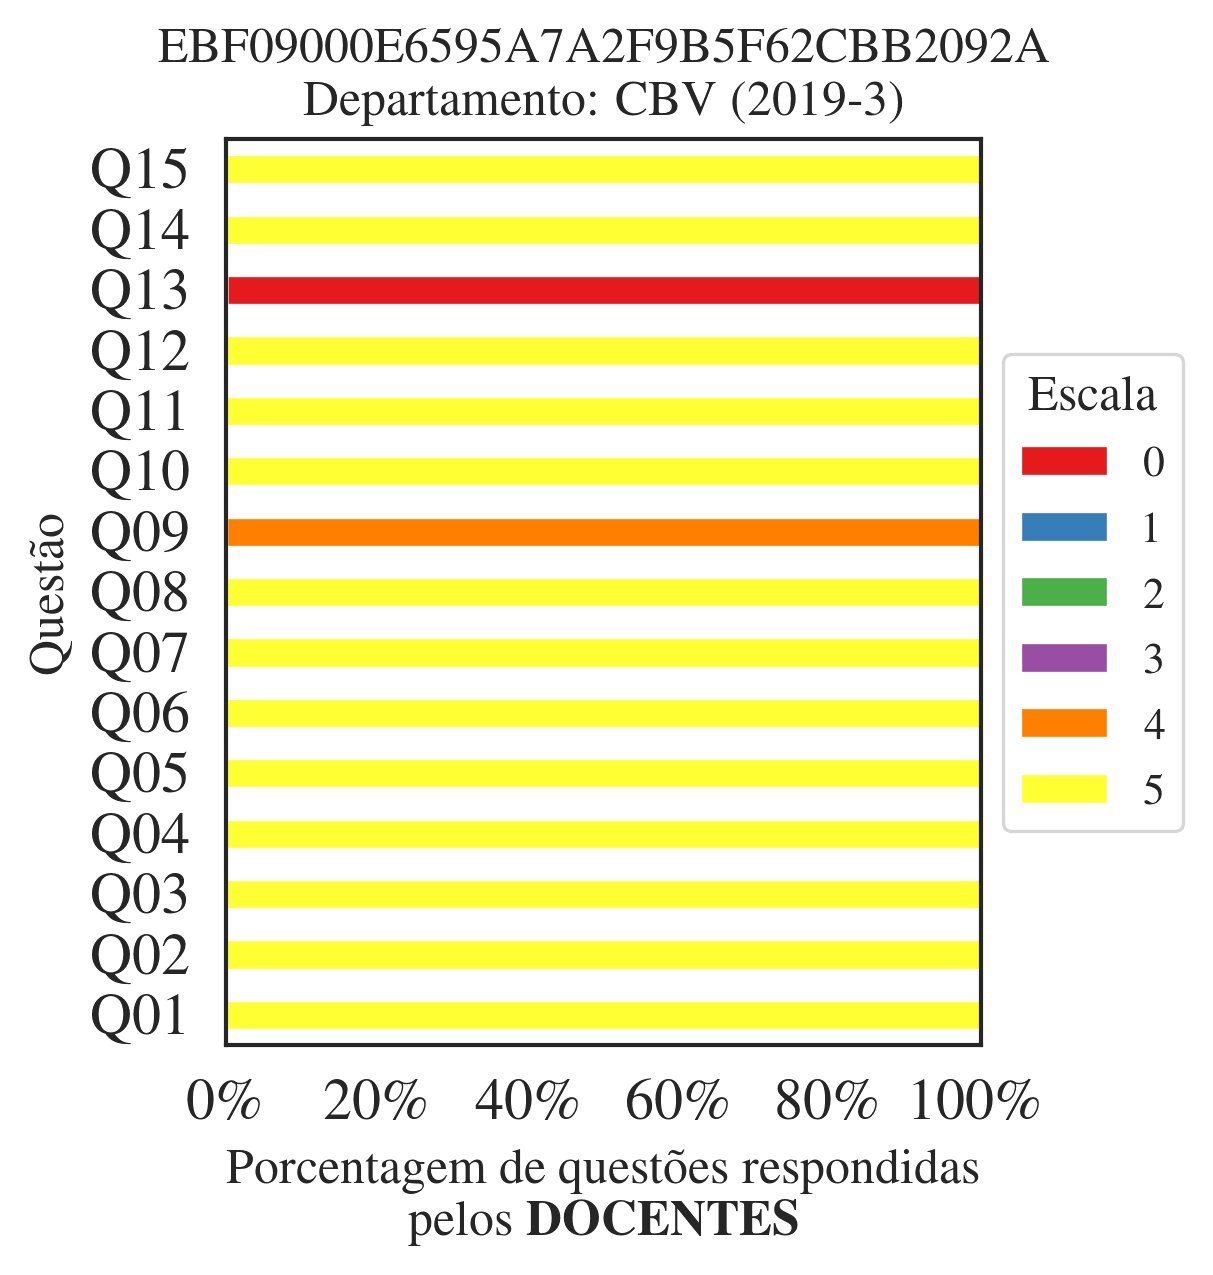 EBF09000E6595A7A2F9B5F62CBB2092A
Departamento: CBV (2019-3)
Q15
Q14
Q13
Q12
Q11
Q10
Q09
Q08
Q07
Q06
Q05
Q04
Q03
Q02
Q01
Questão
0% 20% 40% 60% 80% 100%
Porcentagem de questões respondidas
pelos DOCENTES
Escala
0
1
2
3
4
5